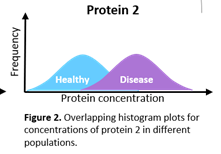 Protein 2
Frequency
Healthy
Disease
Protein concentration
Figure 2. Overlapping histogram plots for
concentrations of protein 2 in different
populations.